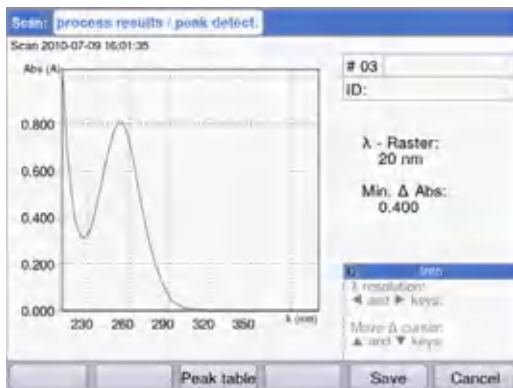 Scan: process results / peak detect.
Scan 2010-07-09 16:01:35
Abs (A)
# 03
ID:
0.800
λ - Raster:
20 nm
0.600
Min. Δ Abs:
0.400
0.400
0.200
Info
λ resolution:
◄ and ► keys:
0.000
230 260 290 320 350 λ (nm)
Move Δ cursor:
▲ and ▼ keys:
Peak table
Save
Cancel